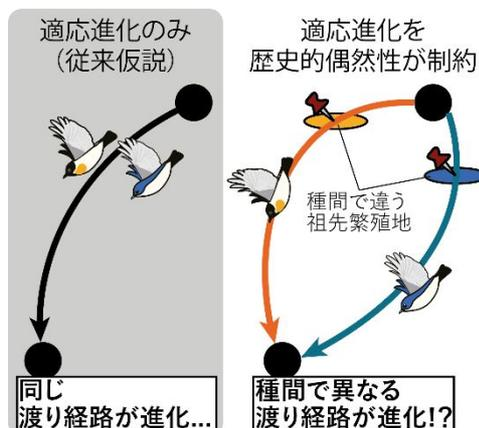 適応進化のみ
(従来仮説)
同じ
渡り経路が進化...
適応進化を
歴史的偶然性が制約
種間で違う
祖先繁殖地
種間で異なる
渡り経路が進化!?